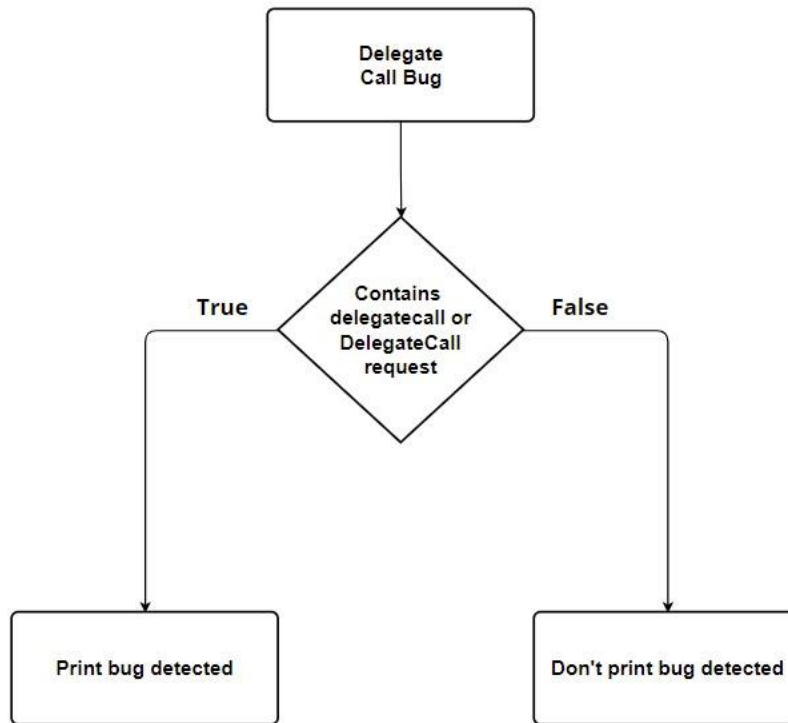 Delegate
Call Bug
True
False
Contains
delegatecall or
DelegateCall
request
Print bug detected
Don't print bug detected